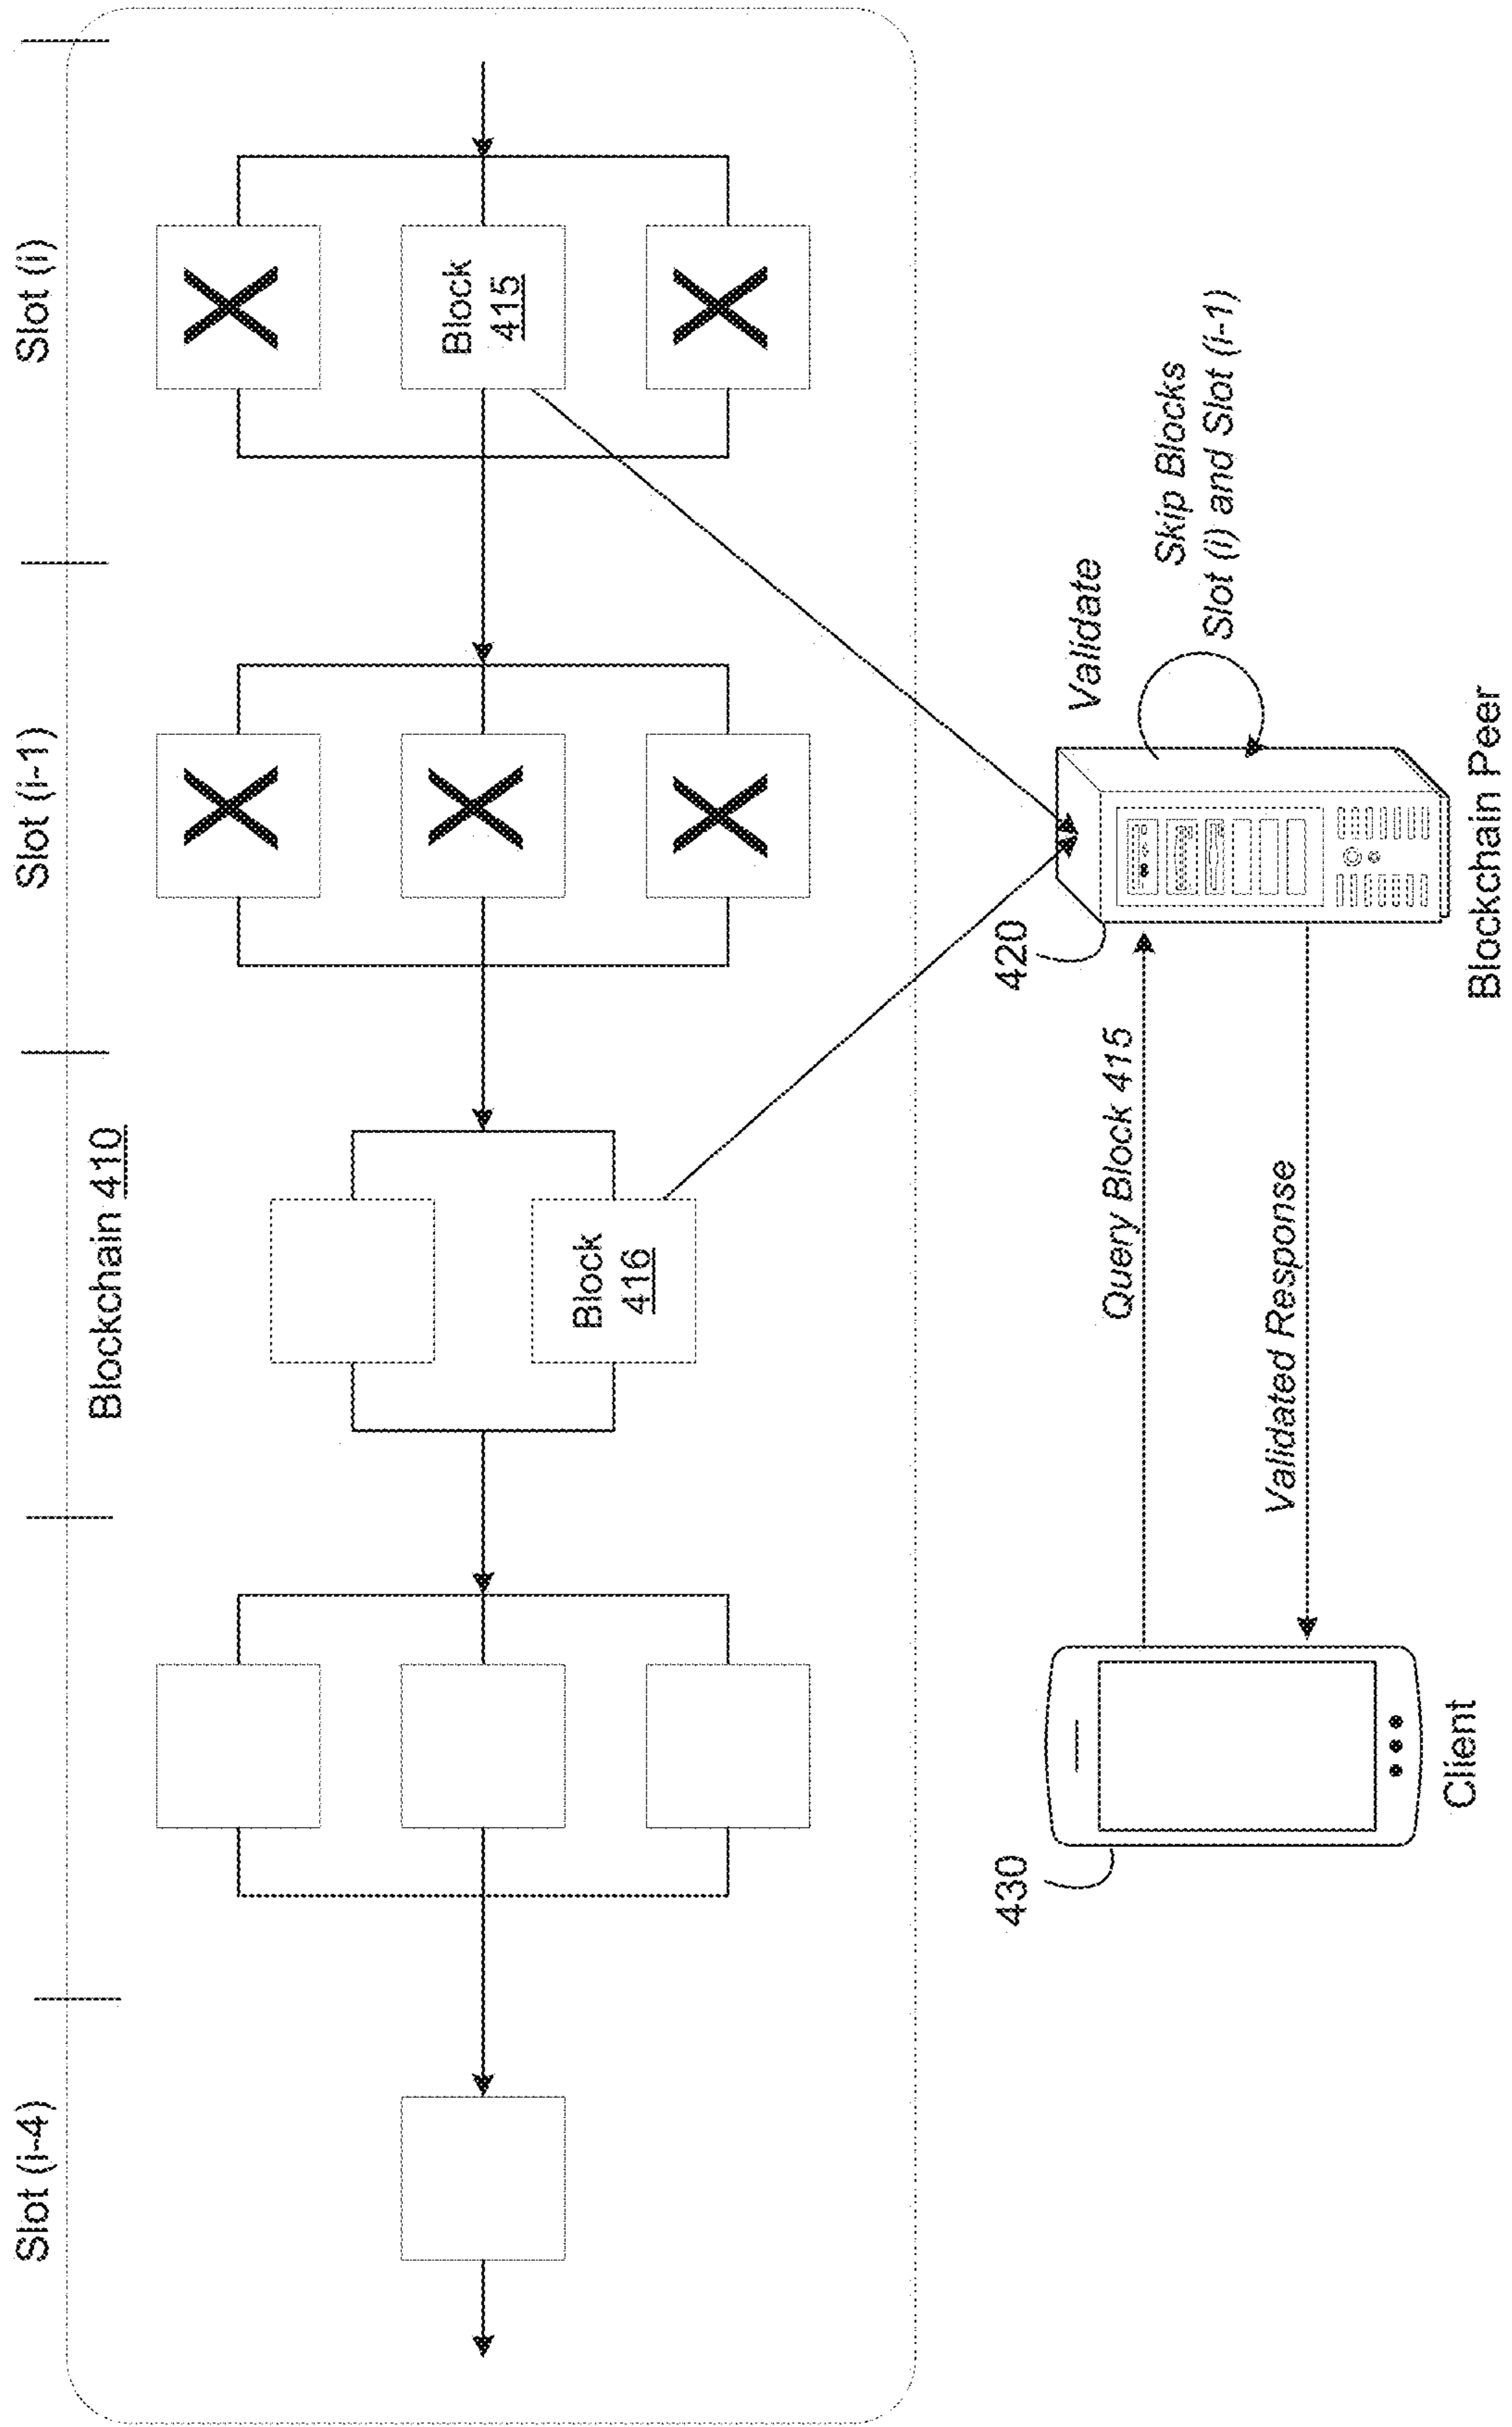 Slot (i-4)
Slot (i-1)
Slot (i)
Blockchain 410
Block
416
Block
415
430
Client
Query Block 415
Validated Response
420
Validate
Skip Blocks
Slot (i) and Slot (i-1)
Blockchain Peer